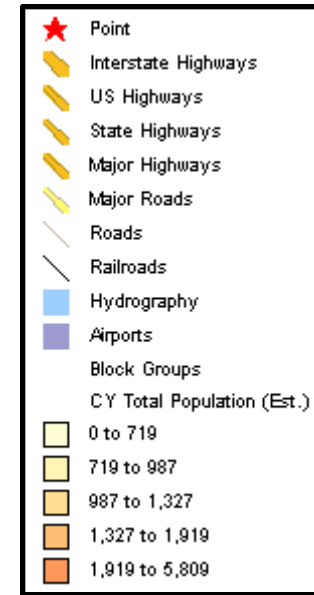 Point
Interstate Highways
US Highways
State Highways
Major Highways
Major Roads
Roads
Railroads
Hydrography
Airports
Block Groups
CY Total Population (Est.)
0 to 719
719 to 987
987 to 1,327
1,327 to 1,919
1,919 to 5,809